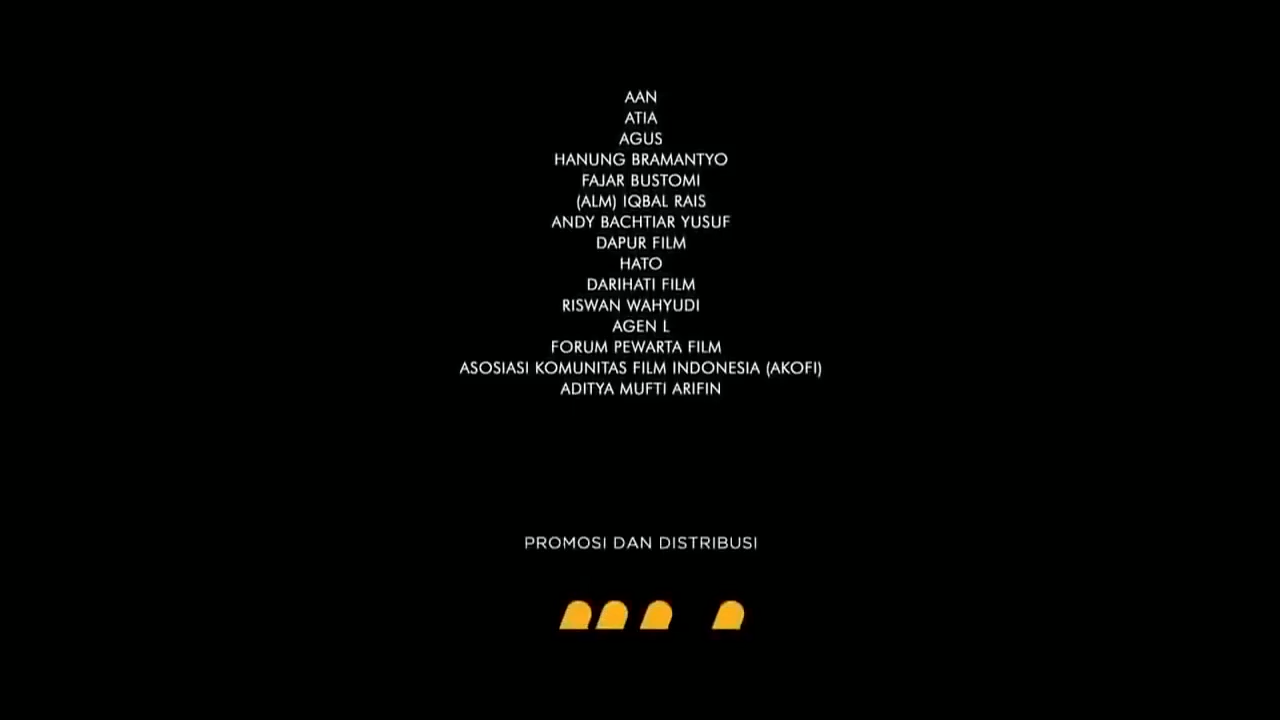 AAN
ATIA
AGUS
HANUNG BRAMANTYO
FAJAR BUSTOMI
(ALM) IQBAL RAIS
ANDY BACHTIAR YUSUF
DAPUR FILM
HATO
DARIHATI FILM
RISWAN WAHYUDI
AGEN L
FORUM PEWARTA FILM
ASOSIASI KOMUNITAS FILM INDONESIA (AKOFI)
ADITYA MUFTI ARIFIN
PROMOSI DAN DISTRIBUSI